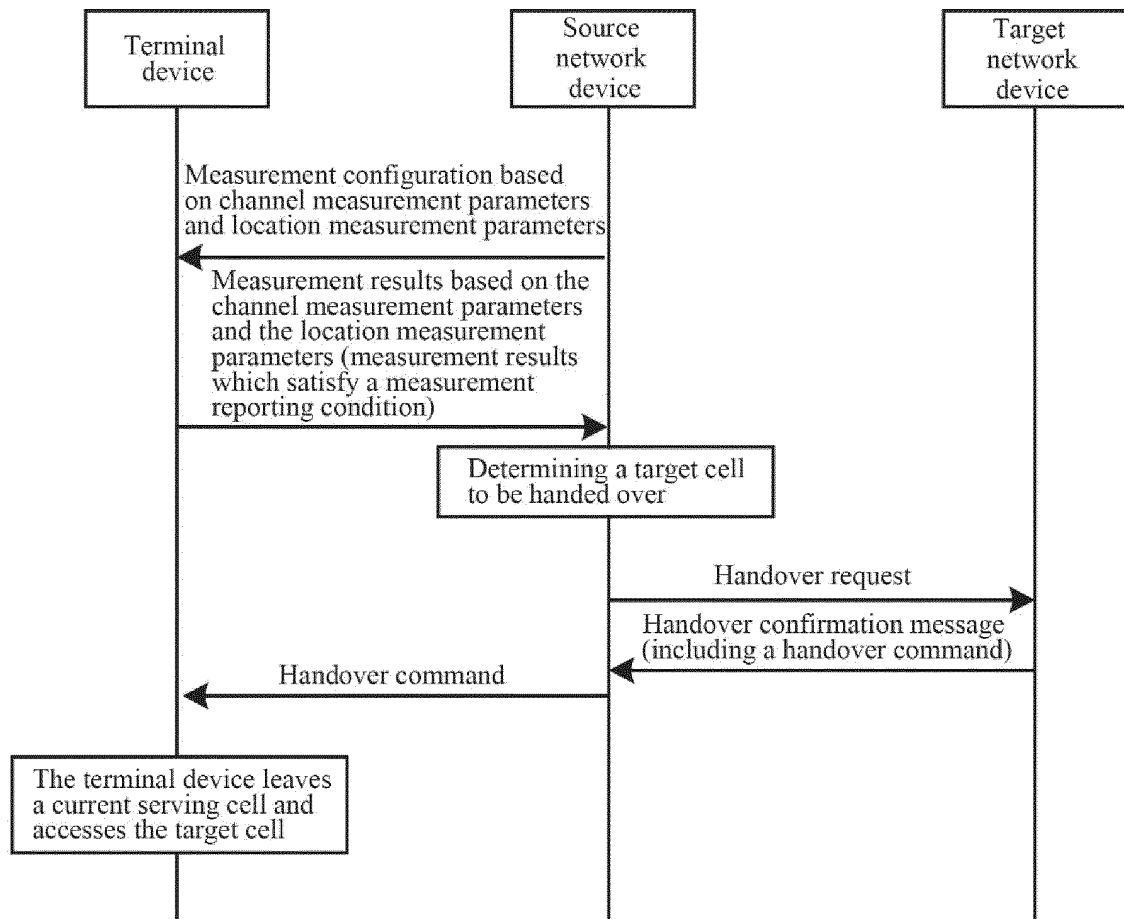 Terminal
device
Source
network
device
Target
network
device
Measurement configuration based
on channel measurement parameters
and location measurement parameters
Measurement results based on the
channel measurement parameters
and the location measurement
parameters (measurement results
which satisfy a measurement
reporting condition)
Determining a target cell
to be handed over
Handover request
Handover confirmation message
(including a handover command)
Handover command
The terminal device leaves
a current serving cell and
accesses the target cell